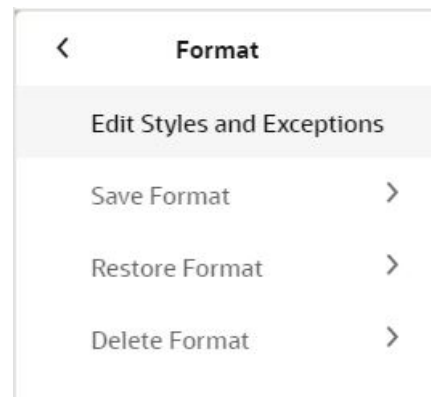 Format
Edit Styles and Exceptions
Save Format
Restore Format
Delete Format